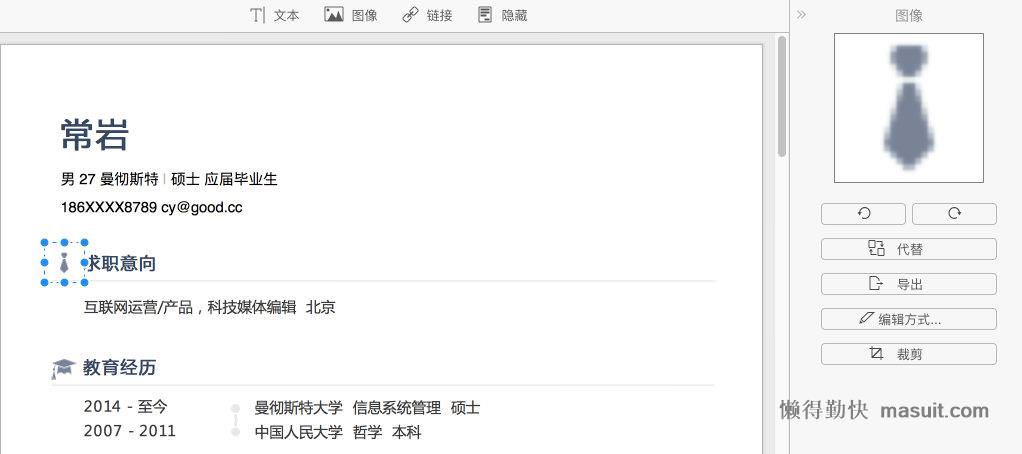 文本 图像 链接 隐藏
图像
常岩
男 27 曼彻斯特 | 硕士 应届毕业生
186XXXX8789 cy@good.cc
求职意向
互联网运营/产品，科技媒体编辑 北京
教育经历
2014 - 至今 曼彻斯特大学 信息系统管理 硕士
2007 - 2011 中国人民大学 哲学 本科
代替
导出
编辑方式...
裁剪
懒得勤快 masuit.com